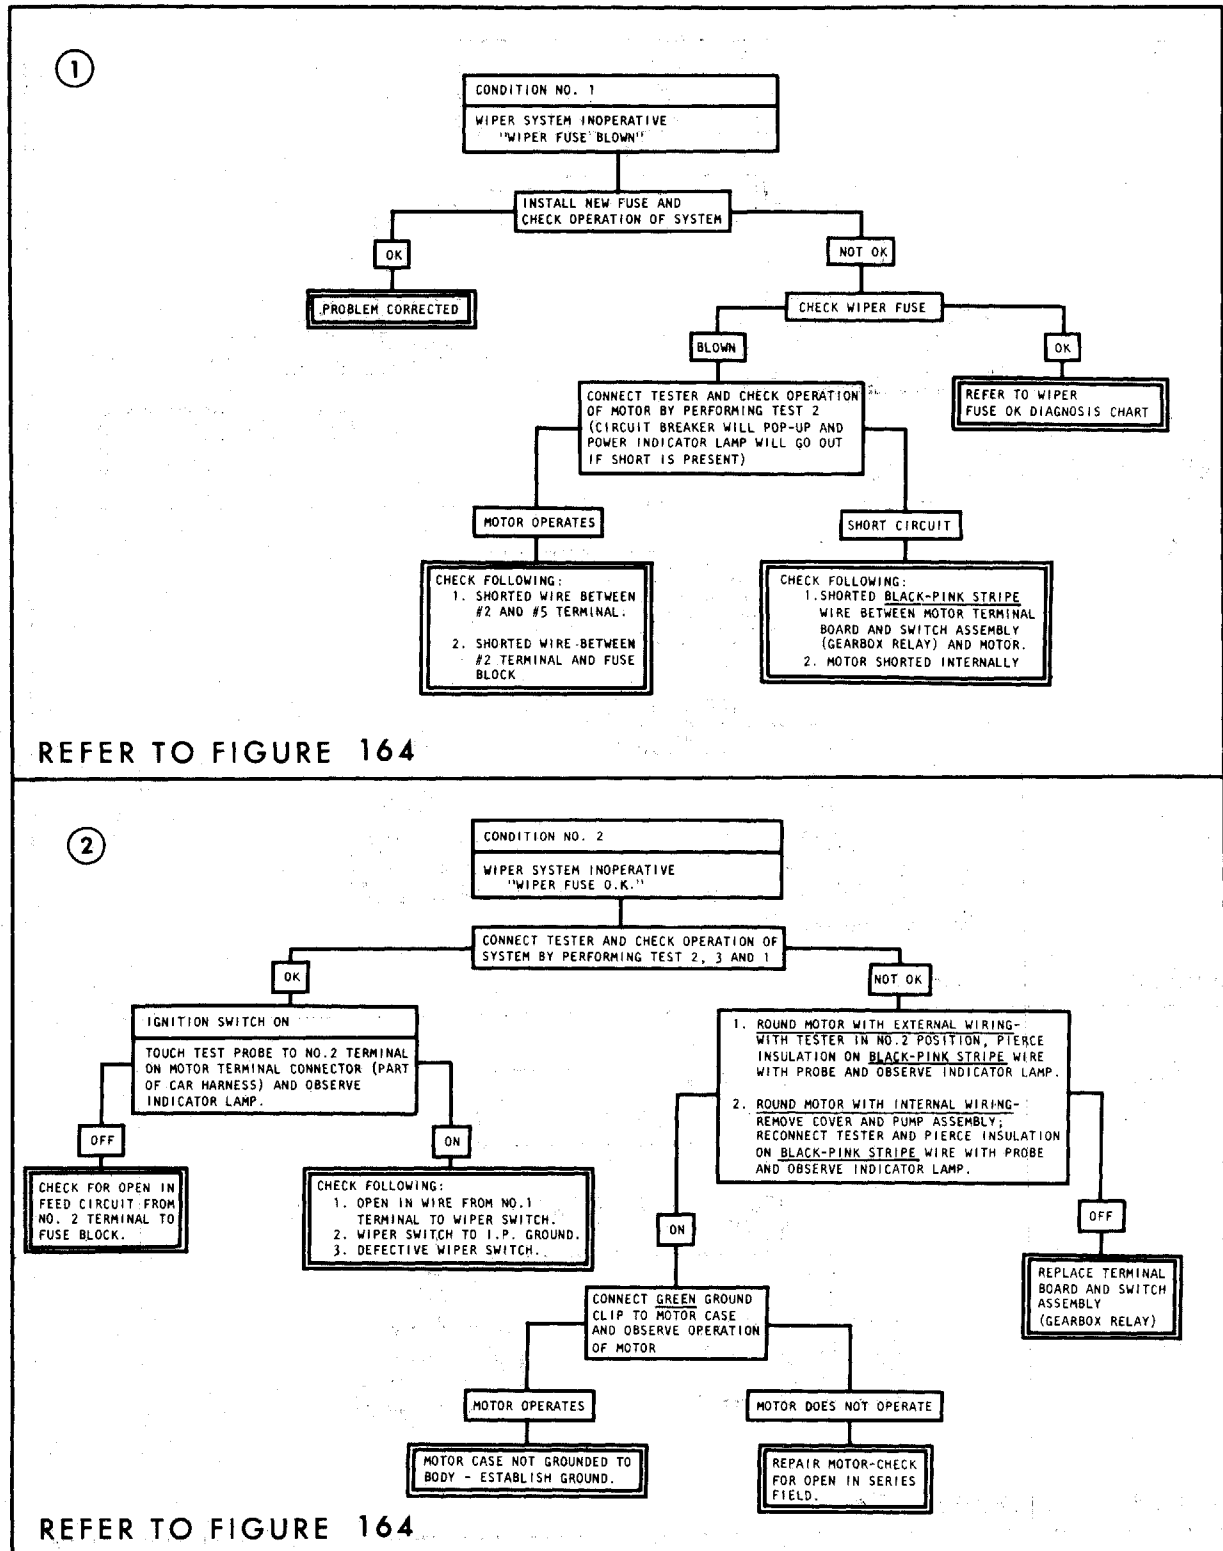 1
CONDITION NO. 1
WIPER SYSTEM INOPERATIVE
"WIPER FUSE BLOWN"
INSTALL NEW FUSE AND
CHECK OPERATION OF SYSTEM
OK
NOT OK
PROBLEM CORRECTED
CHECK WIPER FUSE
BLOWN
OK
CONNECT TESTER AND CHECK OPERATION
OF MOTOR BY PERFORMING TEST 2
(CIRCUIT BREAKER WILL POP-UP AND
POWER INDICATOR LAMP WILL GO OUT
IF SHORT IS PRESENT)
REFER TO WIPER
FUSE OK DIAGNOSIS CHART
MOTOR OPERATES
SHORT CIRCUIT
CHECK FOLLOWING:
1. SHORTED WIRE BETWEEN
#2 AND #5 TERMINAL.
2. SHORTED WIRE BETWEEN
#2 TERMINAL AND FUSE
BLOCK
CHECK FOLLOWING:
1. SHORTED BLACK-PINK STRIPE
WIRE BETWEEN MOTOR TERMINAL
BOARD AND SWITCH ASSEMBLY
(GEARBOX RELAY) AND MOTOR.
2. MOTOR SHORTED INTERNALLY
REFER TO FIGURE 164
2
CONDITION NO. 2
WIPER SYSTEM INOPERATIVE
"WIPER FUSE O.K."
CONNECT TESTER AND CHECK OPERATION OF
SYSTEM BY PERFORMING TEST 2, 3 AND 1
OK
NOT OK
IGNITION SWITCH ON
TOUCH TEST PROBE TO NO.2 TERMINAL
ON MOTOR TERMINAL CONNECTOR (PART
OF CAR HARNESS) AND OBSERVE
INDICATOR LAMP.
1. ROUND MOTOR WITH EXTERNAL WIRING-
WITH TESTER IN NO.2 POSITION, PIERCE
INSULATION ON BLACK-PINK STRIPE WIRE
WITH PROBE AND OBSERVE INDICATOR LAMP.
2. ROUND MOTOR WITH INTERNAL WIRING-
REMOVE COVER AND PUMP ASSEMBLY;
RECONNECT TESTER AND PIERCE INSULATION
ON BLACK-PINK STRIPE WIRE WITH PROBE
AND OBSERVE INDICATOR LAMP.
OFF
ON
CHECK FOR OPEN IN
FEED CIRCUIT FROM
NO. 2 TERMINAL TO
FUSE BLOCK.
CHECK FOLLOWING:
1. OPEN IN WIRE FROM NO.1
TERMINAL TO WIPER SWITCH.
2. WIPER SWITCH TO I.P. GROUND.
3. DEFECTIVE WIPER SWITCH.
ON
OFF
CONNECT GREEN GROUND
CLIP TO MOTOR CASE
AND OBSERVE OPERATION
OF MOTOR
REPLACE TERMINAL
BOARD AND SWITCH
ASSEMBLY
(GEARBOX RELAY)
MOTOR OPERATES
MOTOR DOES NOT OPERATE
MOTOR CASE NOT GROUNDED TO
BODY - ESTABLISH GROUND.
REPAIR MOTOR-CHECK
FOR OPEN IN SERIES
FIELD.
REFER TO FIGURE 164